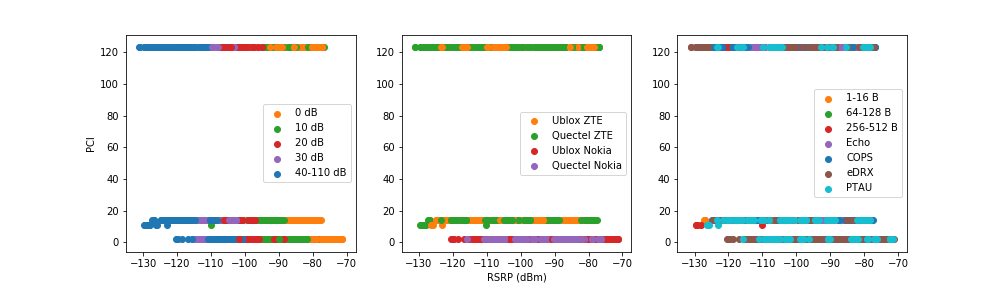 PCI
120
100
80
60
40
20
0
−130 −120 −110 −100 −90 −80 −70
0 dB
10 dB
20 dB
30 dB
40-110 dB
120
100
80
60
40
20
0
−130 −120 −110 −100 −90 −80 −70
RSRP (dBm)
Ublox ZTE
Quectel ZTE
Ublox Nokia
Quectel Nokia
120
100
80
60
40
20
0
−130 −120 −110 −100 −90 −80 −70
1-16 B
64-128 B
256-512 B
Echo
COPS
eDRX
PTAU